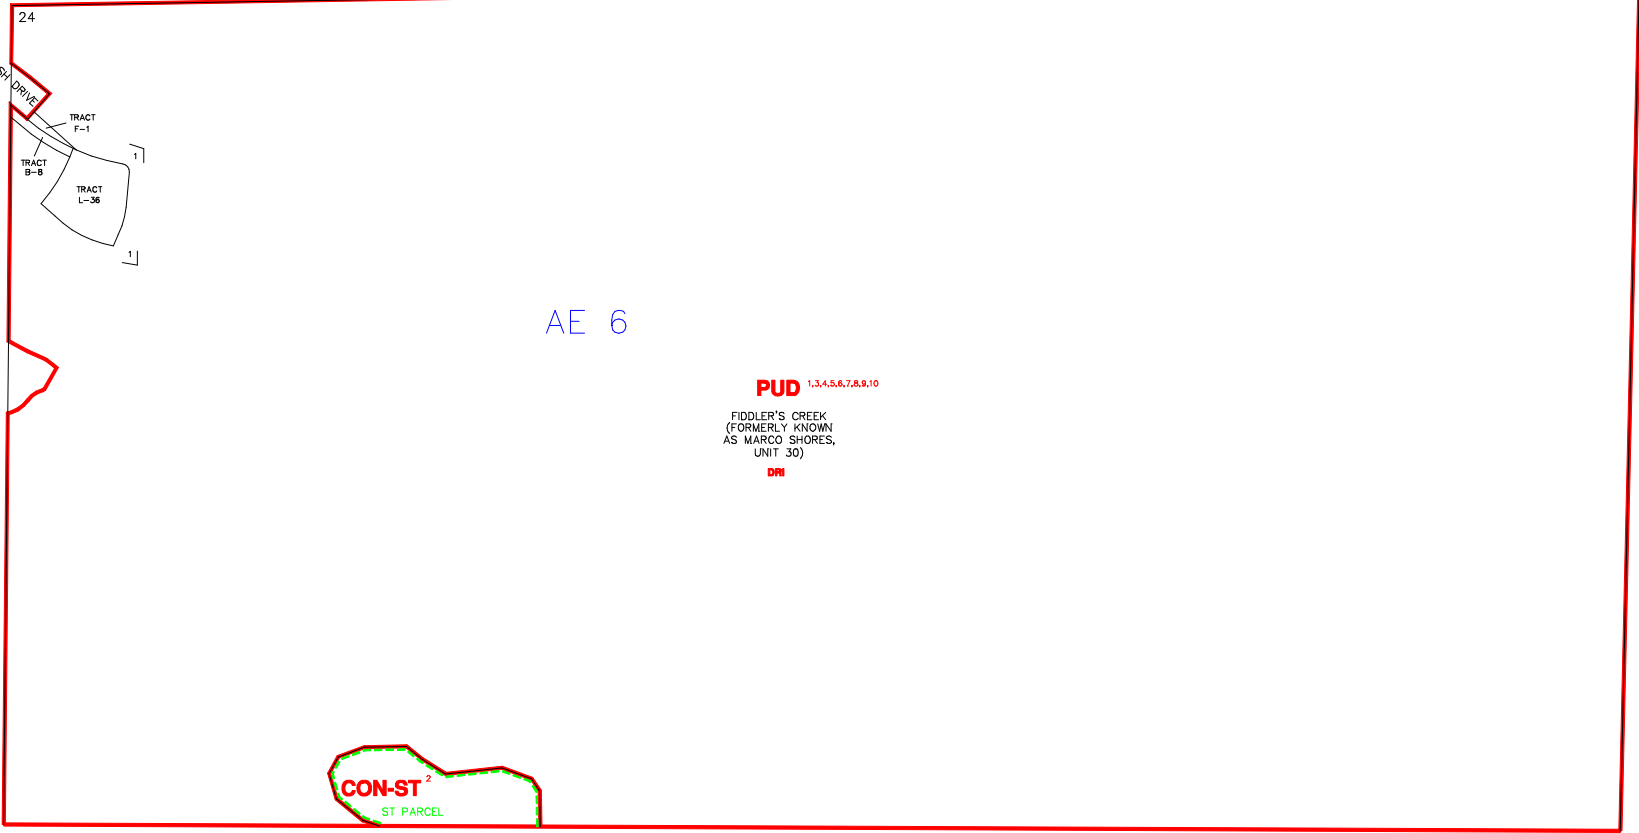 24
SH DRIVE
TRACT
F-1
1
TRACT
B-8
TRACT
L-36
1
AE 6
PUD 1,3,4,5,6,7,8,9,10
FIDDLER'S CREEK
(FORMERLY KNOWN
AS MARCO SHORES,
UNIT 30)
DRI
CON-ST 2
ST PARCEL